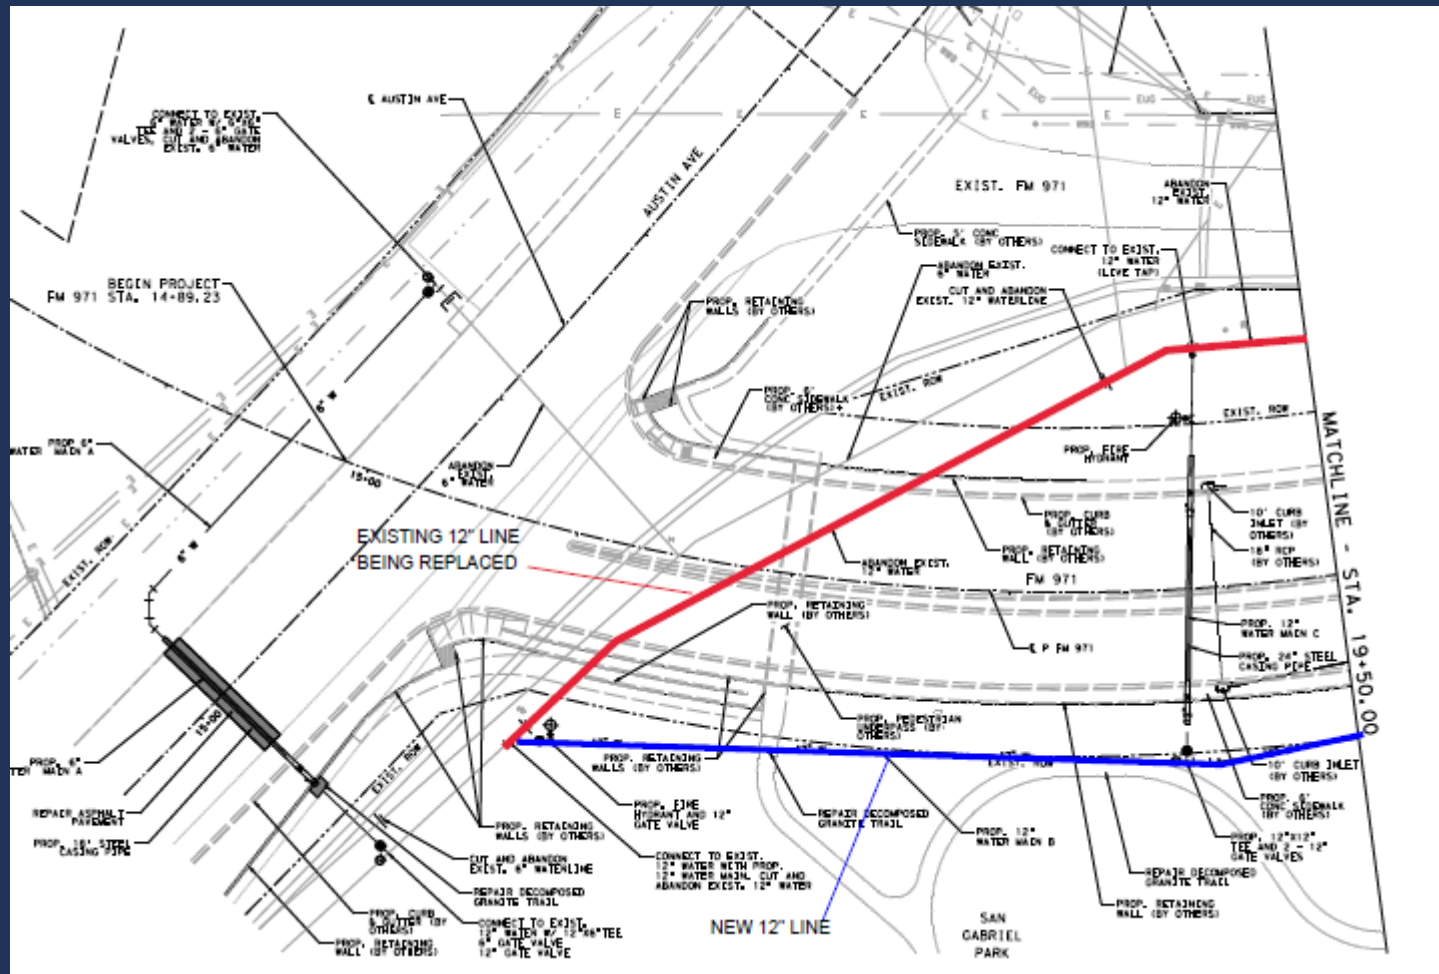 CONNECT TO EXIST.
6" WATER W/ 6"X6"
TEE AND 2 - 6" GATE
VALVES, CUT AND ABANDON
EXIST. 6" WATER
℄ AUSTIN AVE
AUSTIN AVE
EXIST. FM 971
ABANDON
EXIST.
12" WATER
PROP. 5' CONC
SIDEWALK (BY OTHERS)
CONNECT TO EXIST.
12" WATER
(LIVE TAP)
ABANDON EXIST.
6" WATER
CUT AND ABANDON
EXIST. 12" WATERLINE
BEGIN PROJECT
FM 971 STA. 14+89.23
PROP. RETAINING
WALLS (BY OTHERS)
6" W
PROP. 6'
CONC SIDEWALK
(BY OTHERS)
EXIST. ROW
EXIST. ROW
PROP. FIRE
HYDRANT
PROP 6"
WATER MAIN A
15+00
ABANDON
EXIST.
6" WATER
MATCHLINE - STA. 19+50.00
EXISTING 12" LINE
BEING REPLACED
PROP. CURB
& GUTTER
(BY OTHERS)
PROP. RETAINING
WALL (BY OTHERS)
10' CURB
INLET (BY
OTHERS)
18" RCP
(BY OTHERS)
6" W
EXIST. ROW
ABANDON EXIST.
12" WATER
FM 971
PROP. RETAINING
WALL (BY OTHERS)
PROP. 12"
WATER MAIN C
℄ P FM 971
PROP. 24" STEEL
CASING PIPE
15+00
PROP. PEDESTRIAN
UNDERPASS (BY
OTHERS)
PROP. 6"
TER MAIN A
EXIST. ROW
PROP. RETAINING
WALLS (BY OTHERS)
EXIST. ROW
10' CURB INLET
(BY OTHERS)
REPAIR ASPHALT
PAVEMENT
PROP. 18" STEEL
CASING PIPE
PROP. RETAINING
WALLS (BY OTHERS)
PROP. FIRE
HYDRANT AND 12"
GATE VALVE
REPAIR DECOMPOSED
GRANITE TRAIL
PROP. 12"
WATER MAIN B
PROP. 6'
CONC SIDEWALK
(BY OTHERS)
PROP. 12"X12"
TEE AND 2 - 12"
GATE VALVES
CUT AND ABANDON
EXIST. 6" WATERLINE
CONNECT TO EXIST.
12" WATER WITH PROP.
12" WATER MAIN. CUT AND
ABANDON EXIST. 12" WATER
REPAIR DECOMPOSED
GRANITE TRAIL
REPAIR DECOMPOSED
GRANITE TRAIL
PROP. CURB
& GUTTER (BY
OTHERS)
PROP. RETAINING
WALL (BY OTHERS)
CONNECT TO EXIST.
12" WATER W/ 12"X6"TEE
6" GATE VALVE
12" GATE VALVE
NEW 12" LINE
PROP. RETAINING
WALL (BY OTHERS)
SAN
GABRIEL
PARK